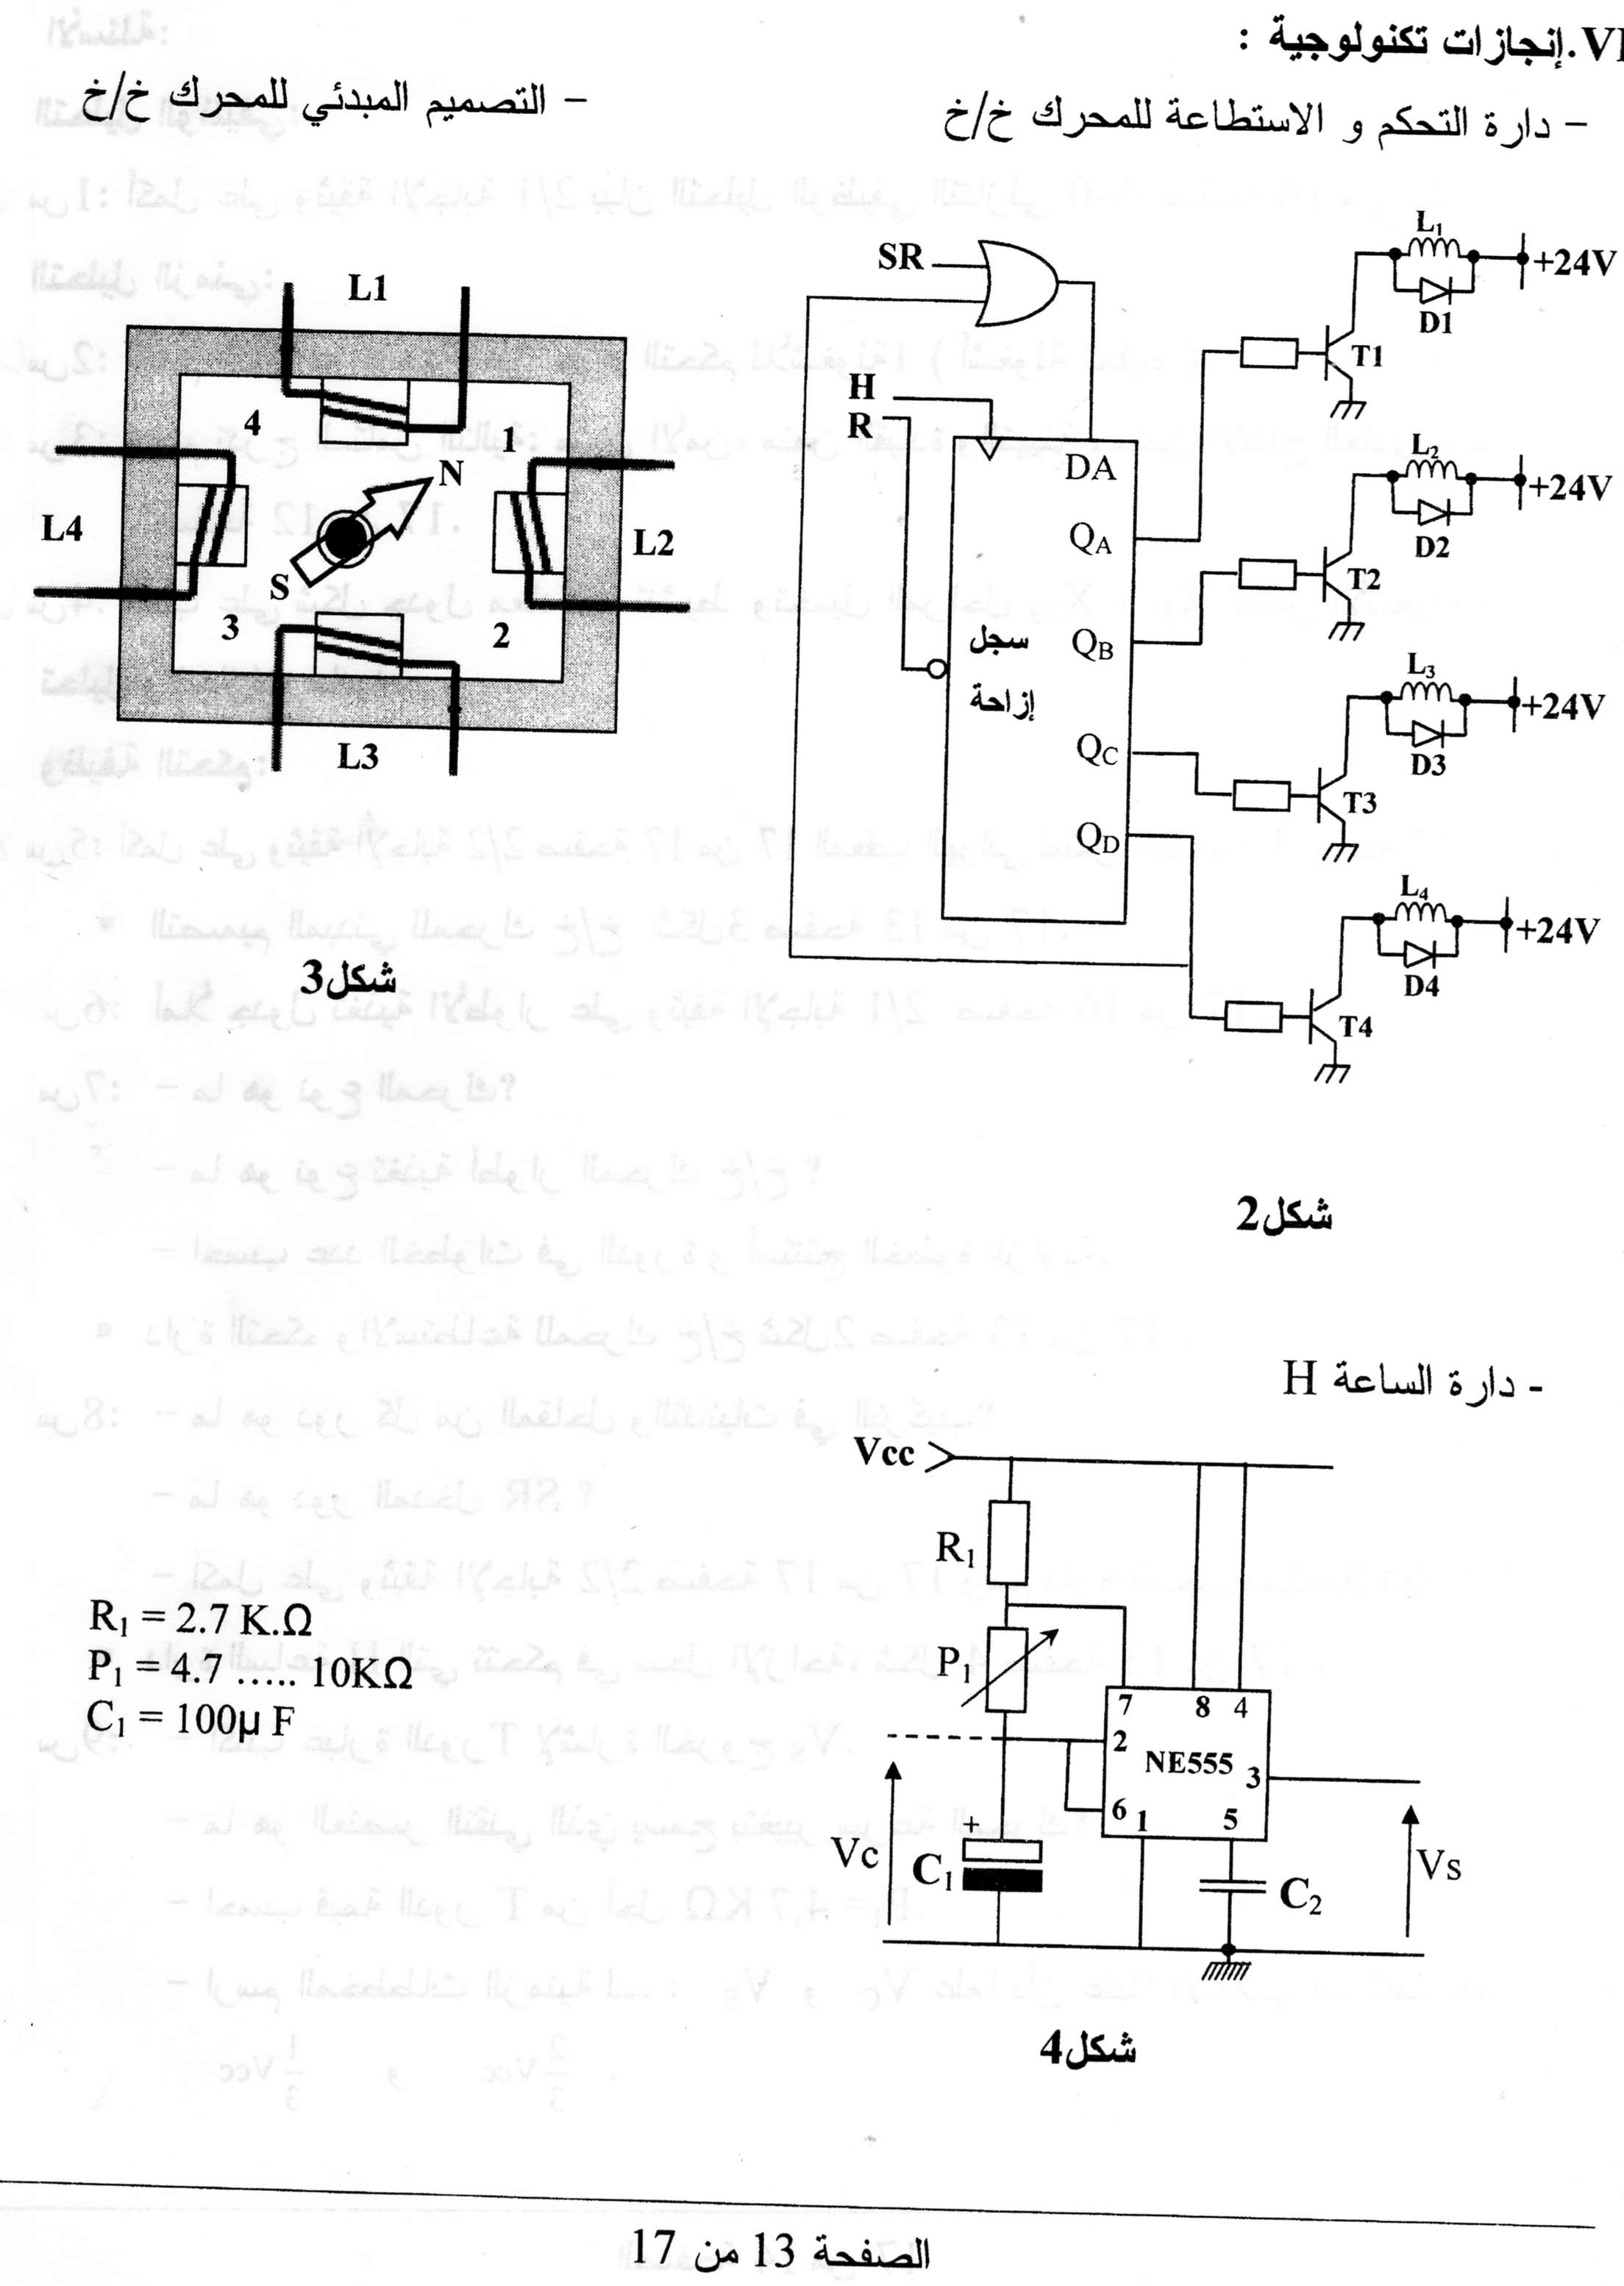 VI.إنجازات تكنولوجية :
- دارة التحكم و الاستطاعة للمحرك خ/خ
- التصميم المبدئي للمحرك خ/خ
SR
H
R
DA
QA
QB
QC
QD
سجل
إزاحة
L1
+24V
D1
T1
L2
+24V
D2
T2
L3
+24V
D3
T3
L4
+24V
D4
T4
شكل2
L1
4
1
N
L4
L2
S
3
2
L3
شكل3
- دارة الساعة H
Vcc
R1
P1
7
8
4
2
NE555
3
6
1
5
+
Vc
C1
C2
Vs
شكل4
R1 = 2.7 K.Ω
P1 = 4.7 ..... 10KΩ
C1 = 100µ F
الصفحة 13 من 17